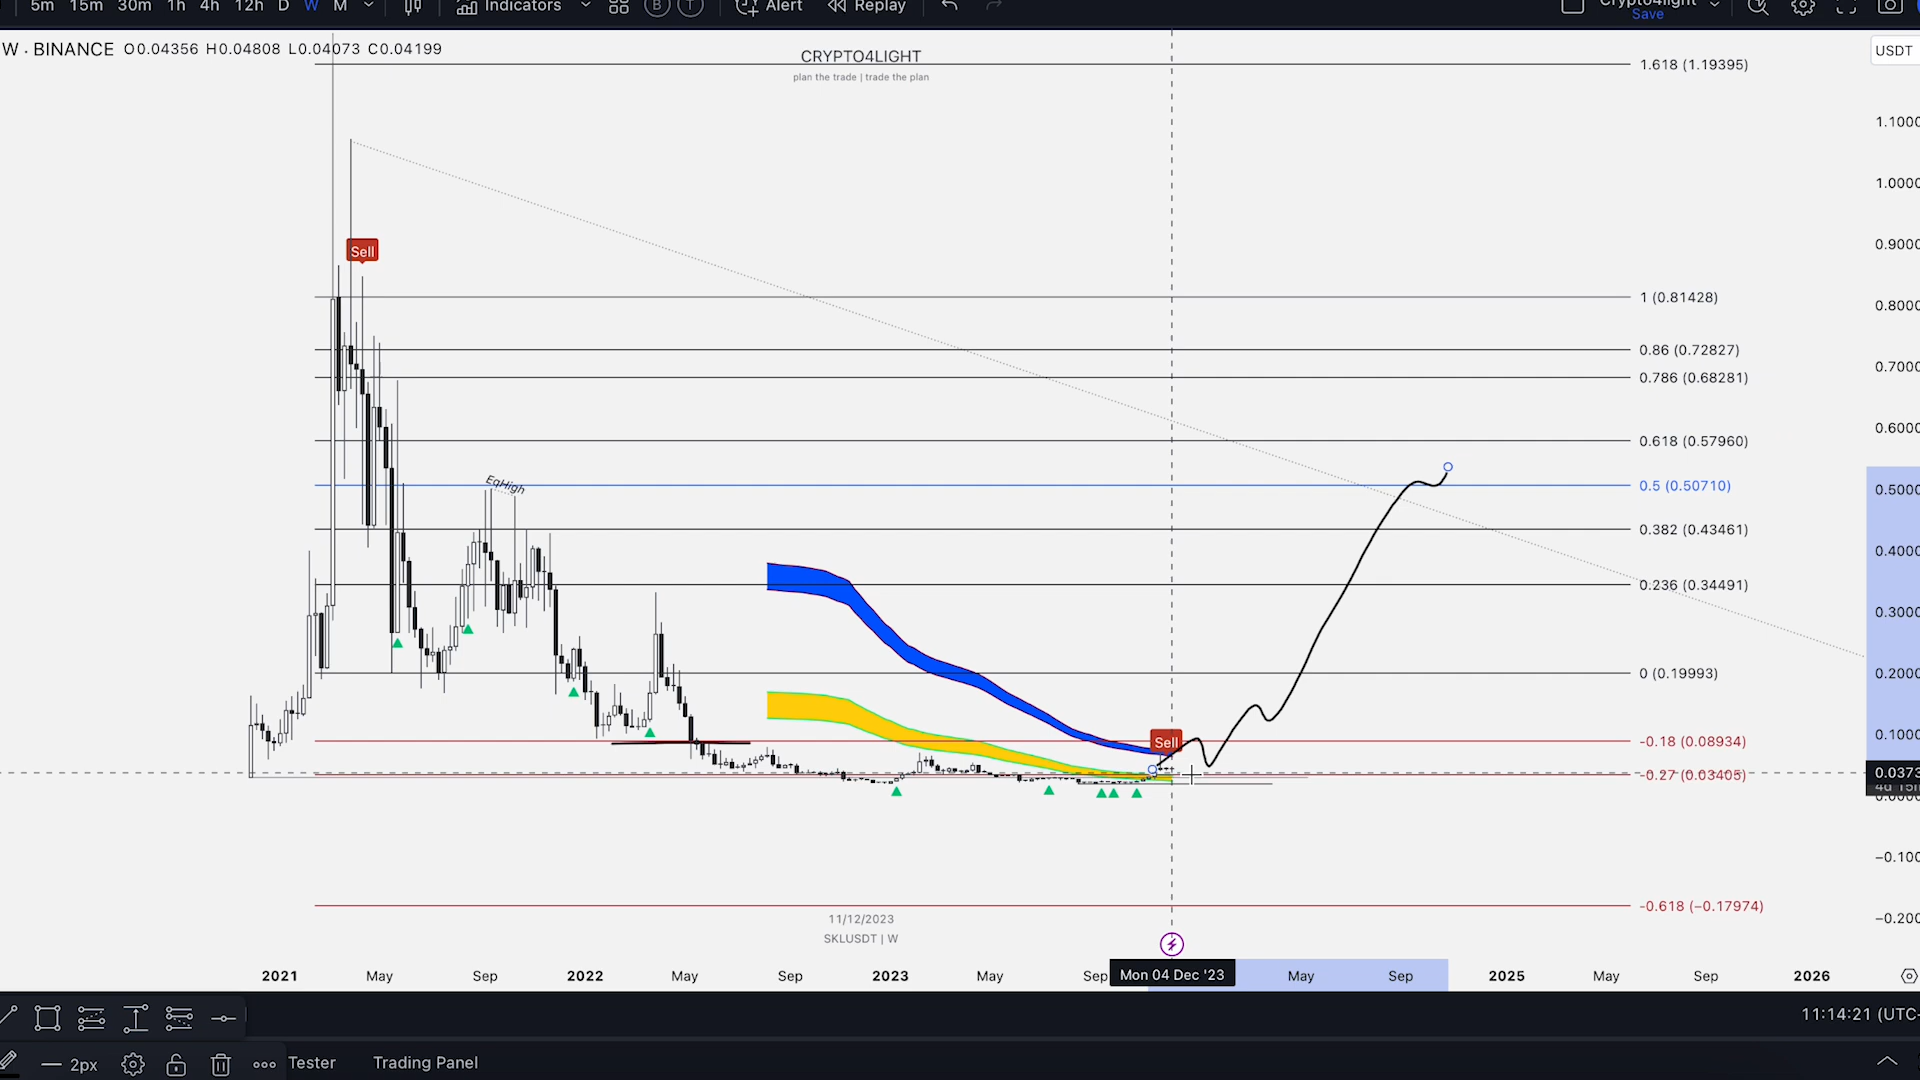 5m 15m 30m 1h 4h 12h D W M Indicators B T Alert Replay Crypto4light
Save
W · BINANCE O0.04356 H0.04808 L0.04073 C0.04199
USDT
CRYPTO4LIGHT
plan the trade | trade the plan
1.618 (1.19395)
1.1000
1.0000
Sell
0.9000
1 (0.81428)
0.8000
0.86 (0.72827)
0.7000
0.786 (0.68281)
0.6000
0.618 (0.57960)
EqHigh
0.5 (0.50710)
0.5000
0.382 (0.43461)
0.4000
0.236 (0.34491)
0.3000
0 (0.19993)
0.2000
Sell
-0.18 (0.08934)
0.1000
-0.27 (0.03405)
0.0373
4d 15h
0.0000
−0.100
-0.618 (−0.17974)
−0.200
11/12/2023
SKLUSDT | W
2021 May Sep 2022 May Sep 2023 May Sep Mon 04 Dec '23 May Sep 2025 May Sep 2026
11:14:21 (UTC-
2px Tester Trading Panel